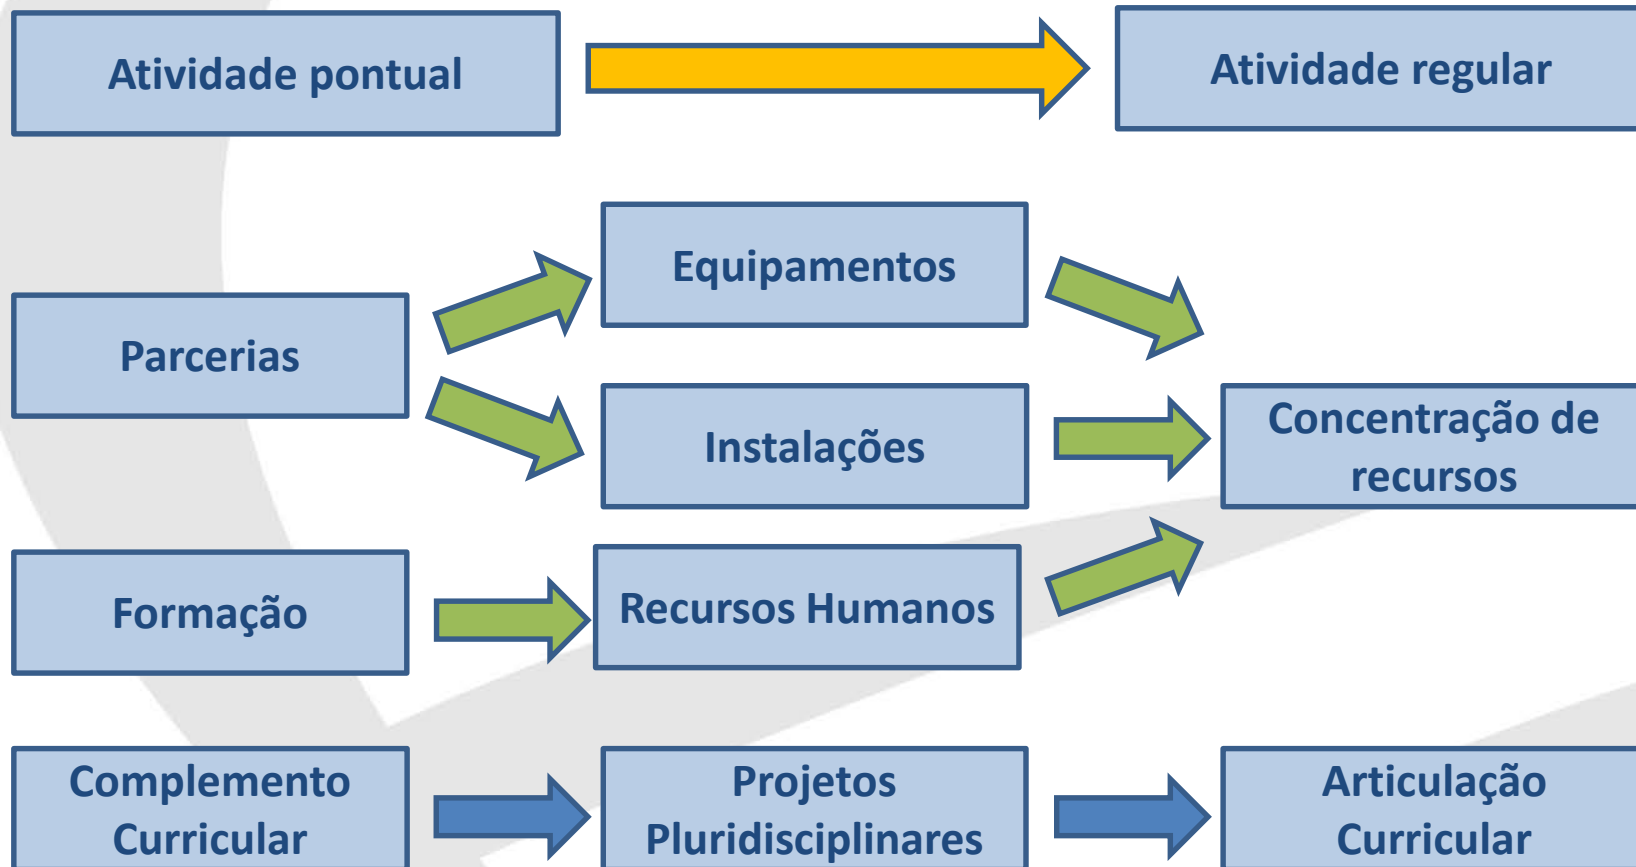 Atividade pontual
Atividade regular
Equipamentos
Parcerias
Instalações
Concentração de
recursos
Formação
Recursos Humanos
Complemento
Curricular
Projetos
Pluridisciplinares
Articulação
Curricular